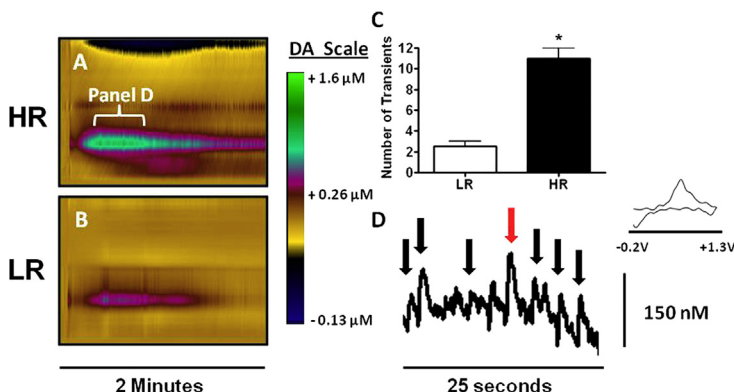 A
Panel D
HR
B
LR
2 Minutes
DA Scale
+ 1.6 µM
+ 0.26 µM
- 0.13 µM
C
Number of Transients
12
10
8
6
4
2
0
*
LR
HR
D
-0.2V
+1.3V
150 nM
25 seconds